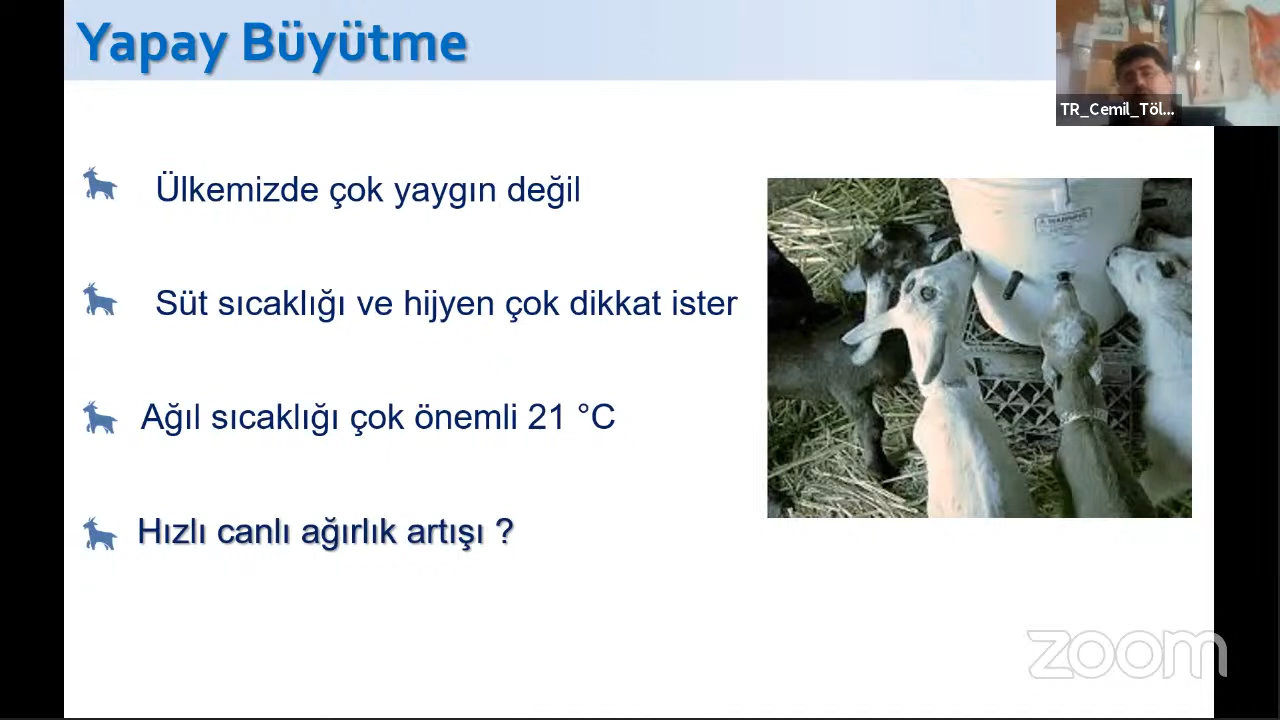 Yapay Büyütme
TR_Cemil_Töl...
Ülkemizde çok yaygın değil
Süt sıcaklığı ve hijyen çok dikkat ister
Ağıl sıcaklığı çok önemli 21 °C
Hızlı canlı ağırlık artışı ?
WARNING
zoom